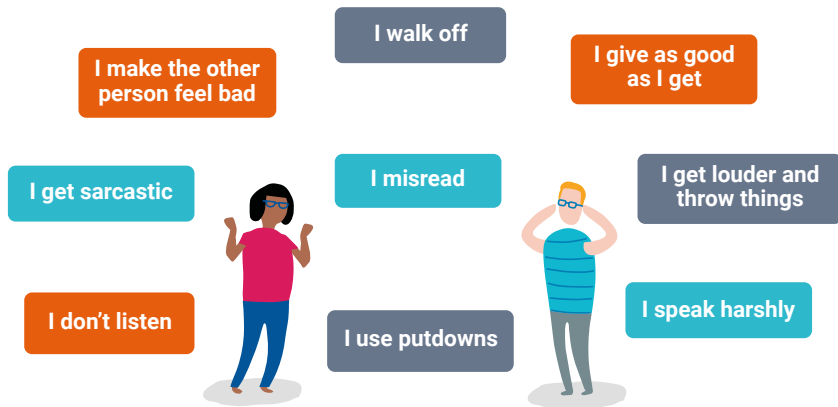 I walk off
I make the other
person feel bad
I give as good
as I get
I get sarcastic
I misread
I get louder and
throw things
I don’t listen
I use putdowns
I speak harshly